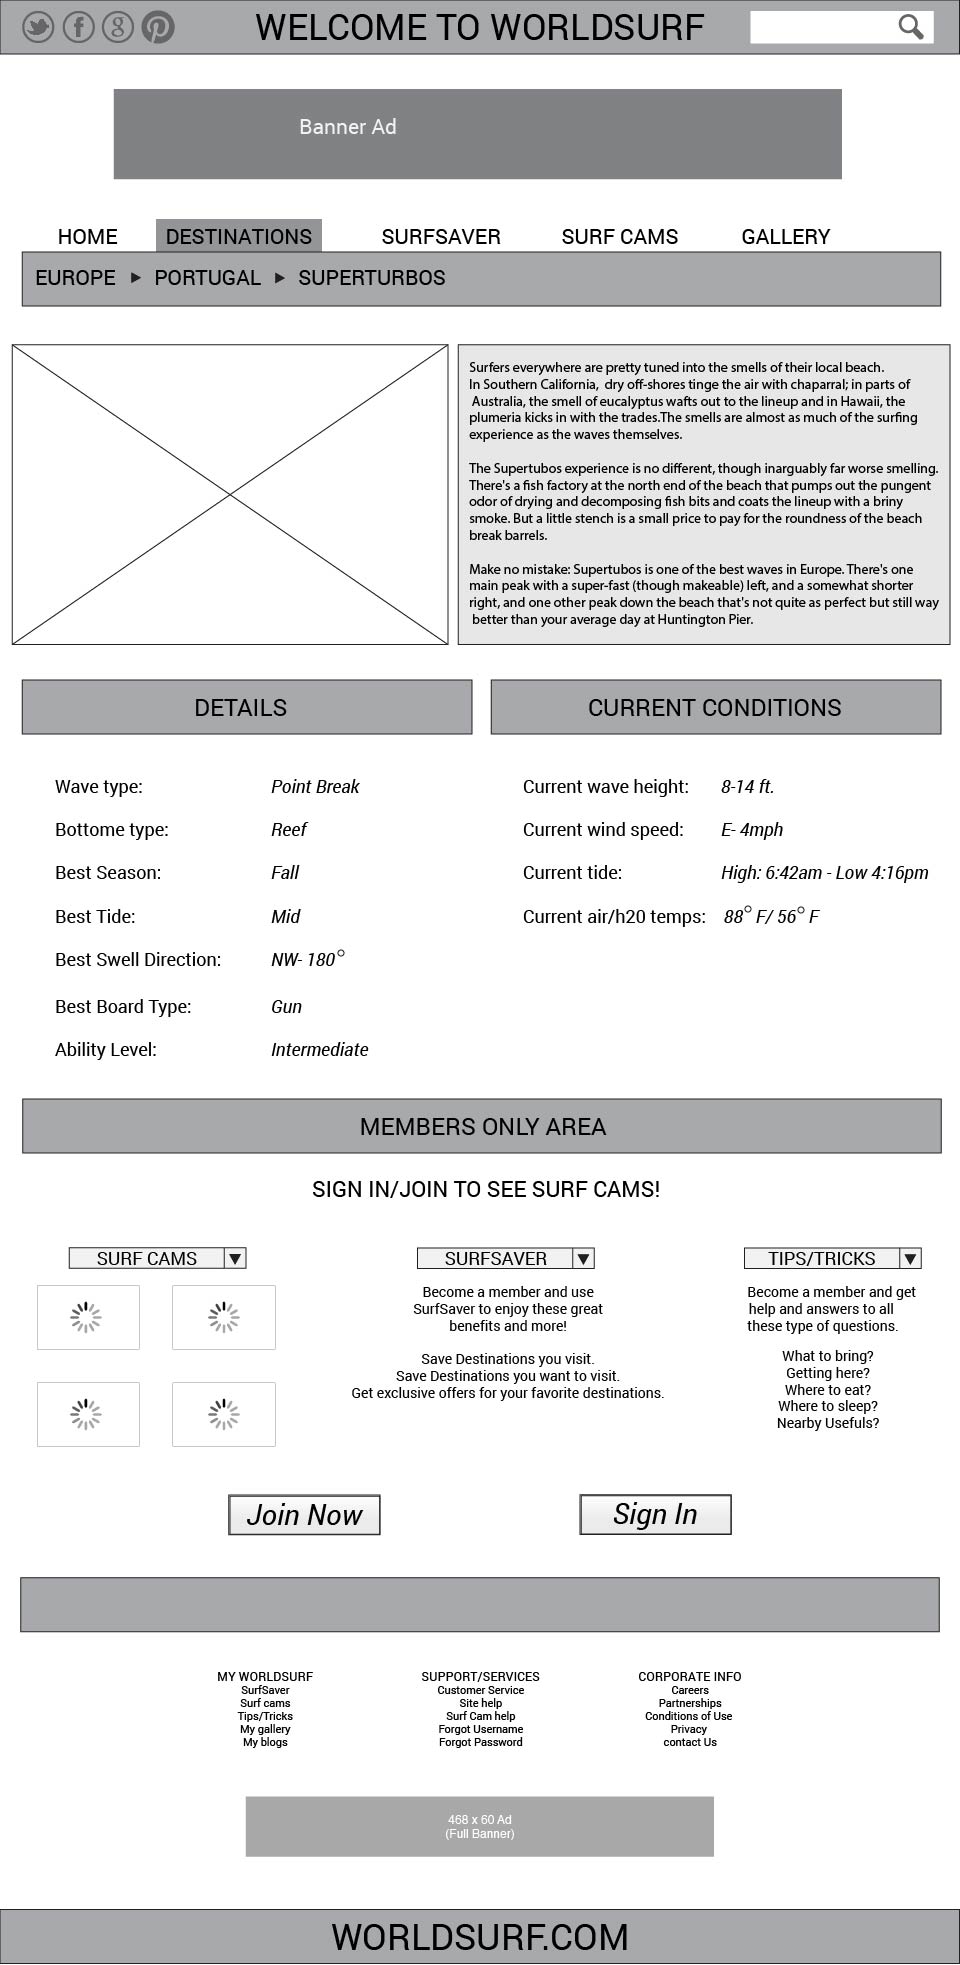 WELCOME TO WORLDSURF
Banner Ad
HOME DESTINATIONS SURFSAVER SURF CAMS GALLERY
EUROPE ▸ PORTUGAL ▸ SUPERTURBOS
Surfers everywhere are pretty tuned into the smells of their local beach.
In Southern California, dry off-shores tinge the air with chaparral; in parts of
Australia, the smell of eucalyptus wafts out to the lineup and in Hawaii, the
plumeria kicks in with the trades.The smells are almost as much of the surfing
experience as the waves themselves.
The Supertubos experience is no different, though inarguably far worse smelling.
There's a fish factory at the north end of the beach that pumps out the pungent
odor of drying and decomposing fish bits and coats the lineup with a briny
smoke. But a little stench is a small price to pay for the roundness of the beach
break barrels.
Make no mistake: Supertubos is one of the best waves in Europe. There's one
main peak with a super-fast (though makeable) left, and a somewhat shorter
right, and one other peak down the beach that's not quite as perfect but still way
better than your average day at Huntington Pier.
DETAILS
Wave type: Point Break
Bottome type: Reef
Best Season: Fall
Best Tide: Mid
Best Swell Direction: NW- 180°
Best Board Type: Gun
Ability Level: Intermediate
CURRENT CONDITIONS
Current wave height: 8-14 ft.
Current wind speed: E- 4mph
Current tide: High: 6:42am - Low 4:16pm
Current air/h20 temps: 88° F/ 56° F
MEMBERS ONLY AREA
SIGN IN/JOIN TO SEE SURF CAMS!
SURF CAMS
SURFSAVER
Become a member and use
SurfSaver to enjoy these great
benefits and more!
Save Destinations you visit.
Save Destinations you want to visit.
Get exclusive offers for your favorite destinations.
TIPS/TRICKS
Become a member and get
help and answers to all
these type of questions.
What to bring?
Getting here?
Where to eat?
Where to sleep?
Nearby Usefuls?
Join Now
Sign In
MY WORLDSURF
SurfSaver
Surf cams
Tips/Tricks
My gallery
My blogs
SUPPORT/SERVICES
Customer Service
Site help
Surf Cam help
Forgot Username
Forgot Password
CORPORATE INFO
Careers
Partnerships
Conditions of Use
Privacy
contact Us
468 x 60 Ad
(Full Banner)
WORLDSURF.COM